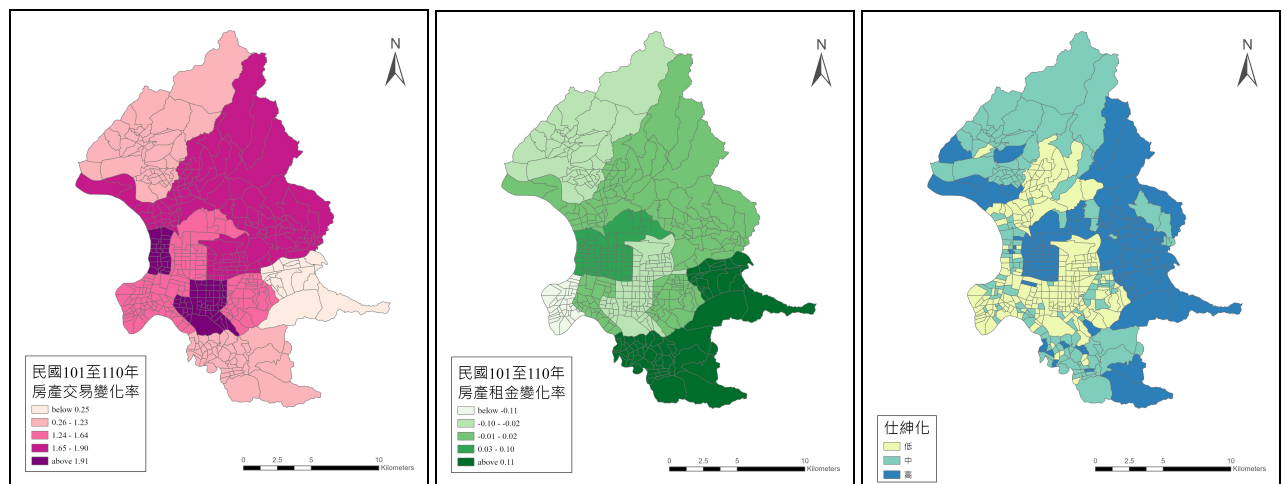 N
民國101至110年
房產交易變化率
below 0.25
0.26 - 1.23
1.24 - 1.64
1.65 - 1.90
above 1.91
0 2.5 5 10
Kilometers
N
民國101至110年
房產租金變化率
below -0.11
-0.10 - -0.02
-0.01 - 0.02
0.03 - 0.10
above 0.11
0 2.5 5 10
Kilometers
N
仕紳化
低
中
高
0 2.5 5 10
Kilometers